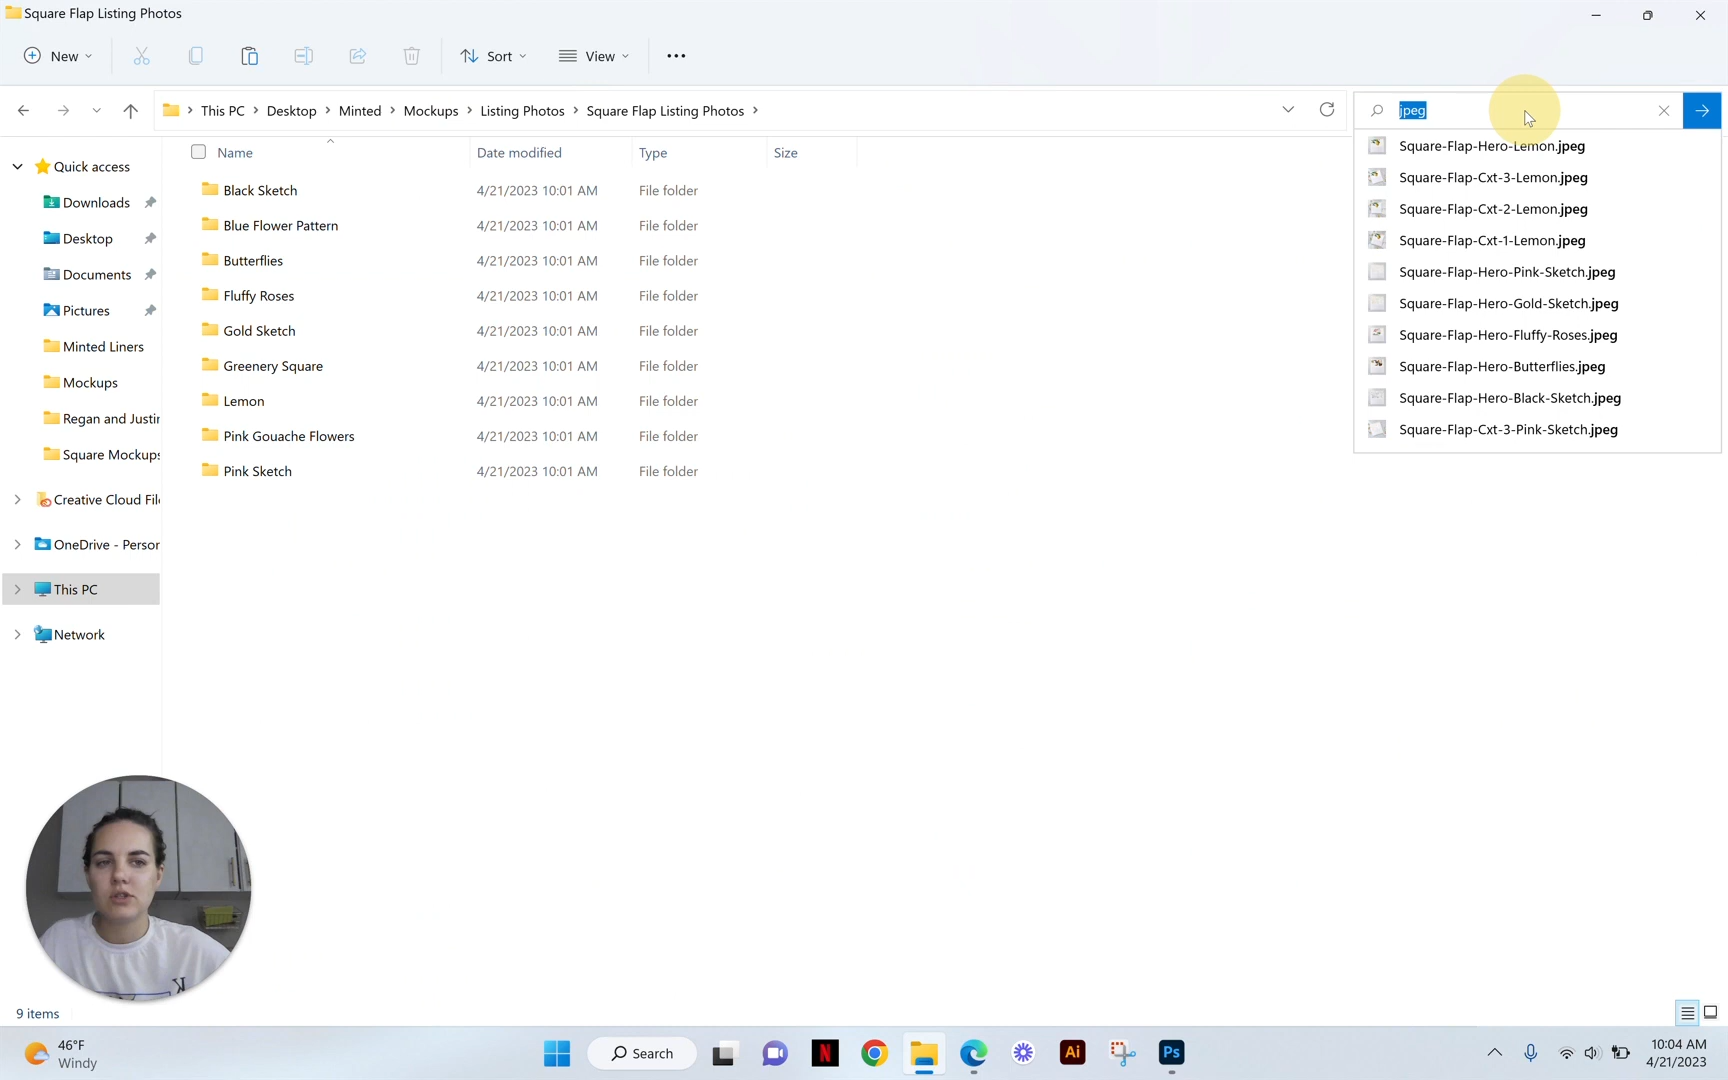 Square Flap Listing Photos
New
Sort
View
This PC > Desktop > Minted > Mockups > Listing Photos > Square Flap Listing Photos >
jpeg
Name
Date modified
Type
Size
Quick access
Downloads
Desktop
Documents
Pictures
Minted Liners
Mockups
Regan and Justin
Square Mockups
Creative Cloud File
OneDrive - Person
This PC
Network
Black Sketch 4/21/2023 10:01 AM File folder
Blue Flower Pattern 4/21/2023 10:01 AM File folder
Butterflies 4/21/2023 10:01 AM File folder
Fluffy Roses 4/21/2023 10:01 AM File folder
Gold Sketch 4/21/2023 10:01 AM File folder
Greenery Square 4/21/2023 10:01 AM File folder
Lemon 4/21/2023 10:01 AM File folder
Pink Gouache Flowers 4/21/2023 10:01 AM File folder
Pink Sketch 4/21/2023 10:01 AM File folder
Square-Flap-Hero-Lemon.jpeg
Square-Flap-Cxt-3-Lemon.jpeg
Square-Flap-Cxt-2-Lemon.jpeg
Square-Flap-Cxt-1-Lemon.jpeg
Square-Flap-Hero-Pink-Sketch.jpeg
Square-Flap-Hero-Gold-Sketch.jpeg
Square-Flap-Hero-Fluffy-Roses.jpeg
Square-Flap-Hero-Butterflies.jpeg
Square-Flap-Hero-Black-Sketch.jpeg
Square-Flap-Cxt-3-Pink-Sketch.jpeg
9 items
46°F
Windy
Search
N
Ai
Ps
10:04 AM
4/21/2023